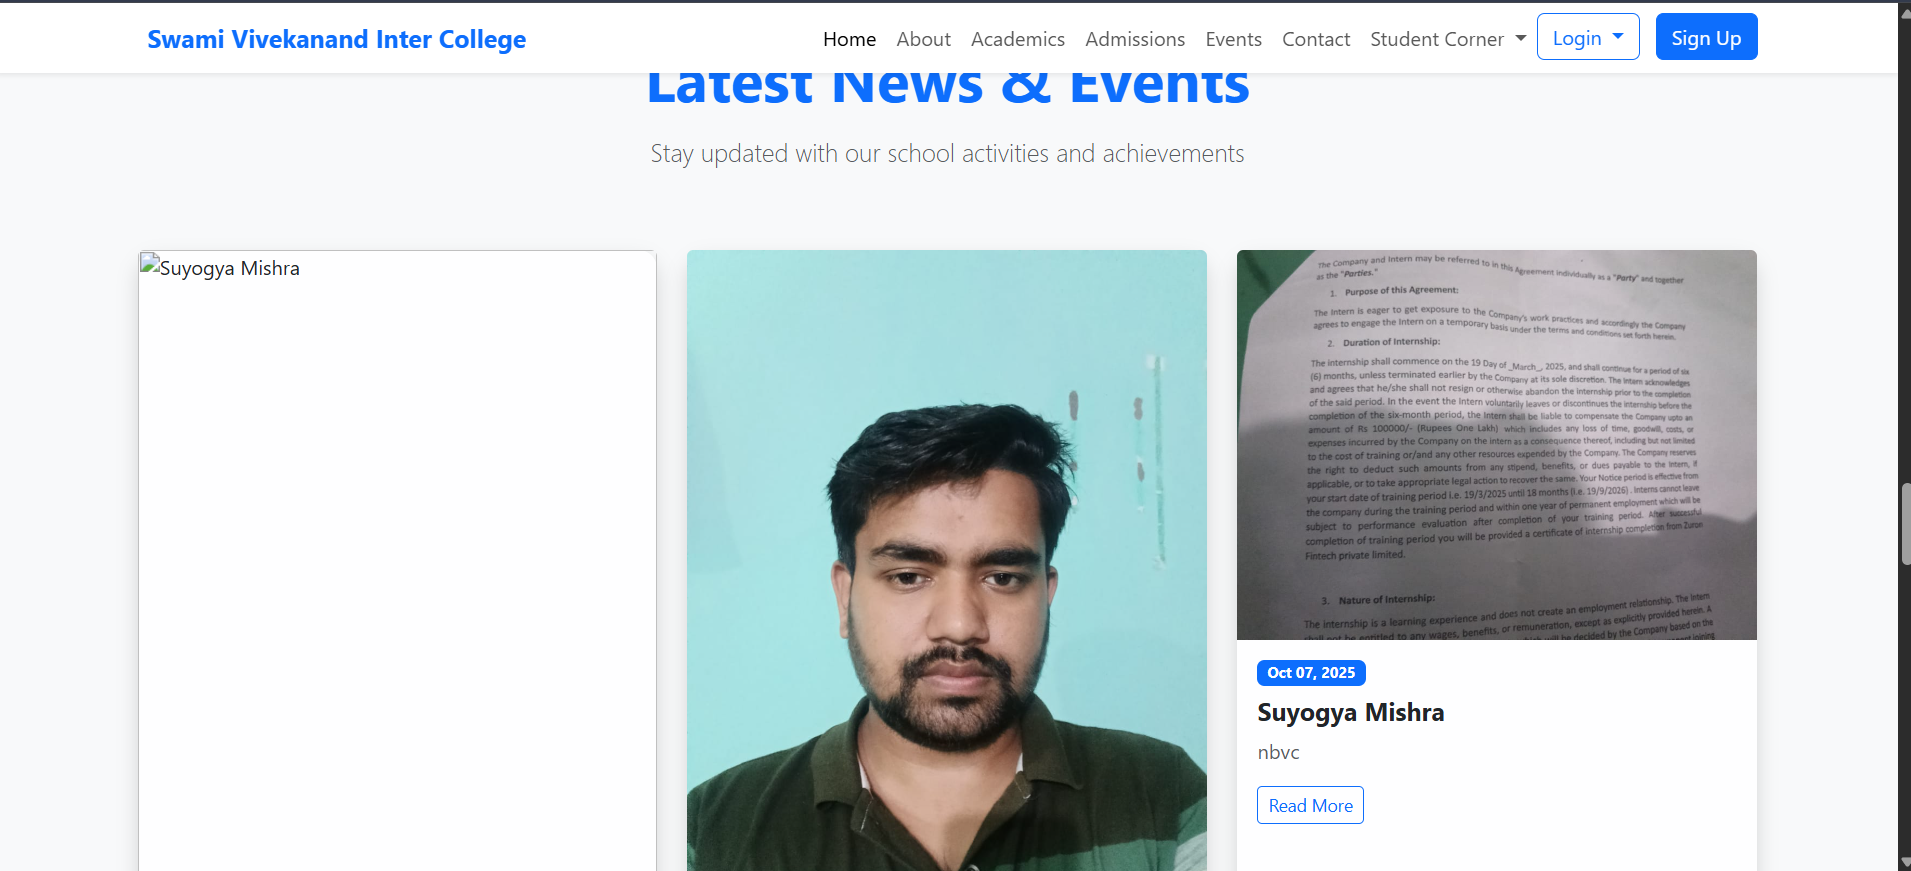 Swami Vivekanand Inter College
Home About Academics Admissions Events Contact Student Corner Login Sign Up
Latest News & Events
Stay updated with our school activities and achievements
Suyogya Mishra
The Company and Intern may be referred to in this Agreement individually as a "Party" and together
as the "Parties."
1. Purpose of this Agreement:
The Intern is eager to get exposure to the Company's work practices and accordingly the Company
agrees to engage the Intern on a temporary basis under the terms and conditions set forth herein.
2. Duration of Internship:
The internship shall commence on the 19 Day of _March_, 2025, and shall continue for a period of six
(6) months, unless terminated earlier by the Company at its sole discretion. The Intern acknowledges
and agrees that he/she shall not resign or otherwise abandon the internship prior to the completion
of the said period. In the event the Intern voluntarily leaves or discontinues the internship before the
completion of the six-month period, the Intern shall be liable to compensate the Company upto an
amount of Rs 100000/- (Rupees One Lakh) which includes any loss of time, goodwill, costs, or
expenses incurred by the Company on the intern as a consequence thereof, including but not limited
to the cost of training or/and any other resources expended by the Company. The Company reserves
the right to deduct such amounts from any stipend, benefits, or dues payable to the Intern, if
applicable, or to take appropriate legal action to recover the same. Your Notice period is effective from
your start date of training period i.e. 19/3/2025 until 18 months (i.e. 19/9/2026) . Interns cannot leave
the company during the training period and within one year of permanent employment which will be
subject to performance evaluation after completion of your training period. After successful
completion of training period you will be provided a certificate of internship completion from Zuron
Fintech private limited.
3. Nature of Internship:
The internship is a learning experience and does not create an employment relationship. The Intern
shall not be entitled to any wages, benefits, or remuneration, except as explicitly provided herein. A
which will be decided by the Company based on the
Oct 07, 2025
Suyogya Mishra
nbvc
Read More